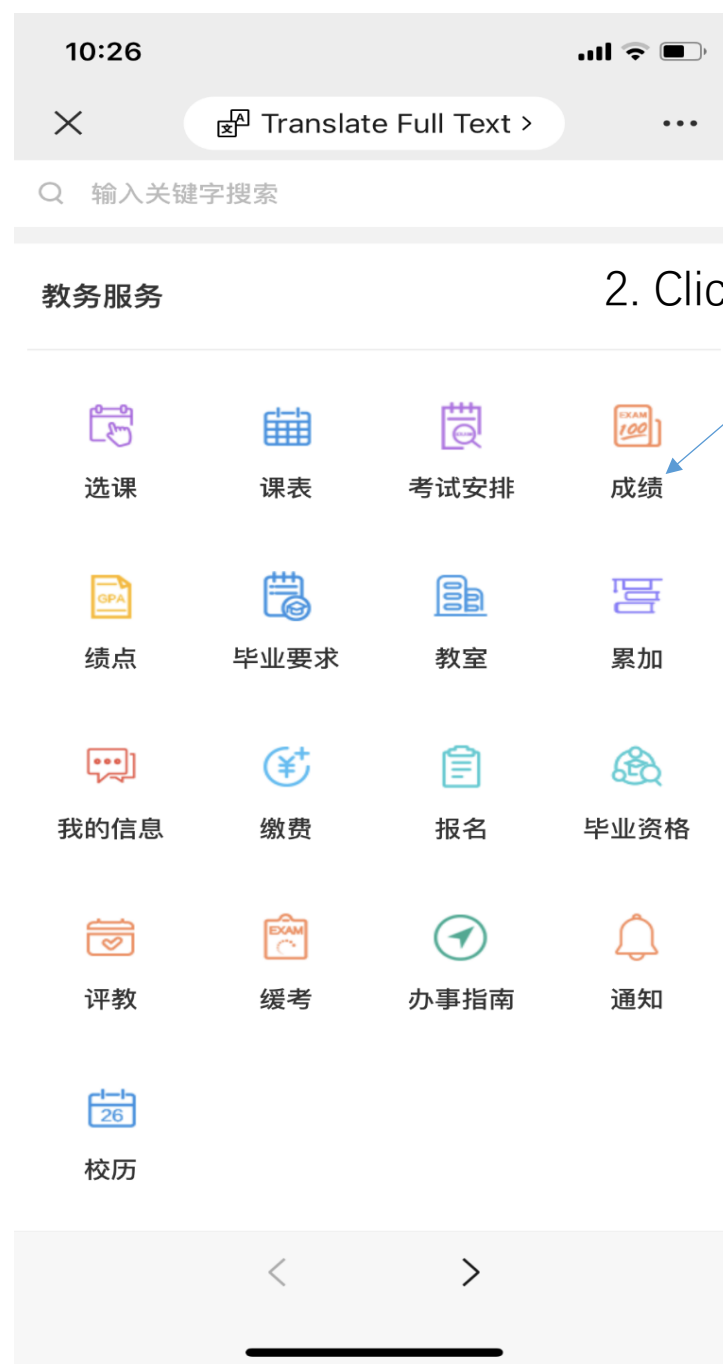 10:26
Translate Full Text >
输入关键字搜索
教务服务
2. Clic
EXAM
100
选课 课表 考试安排 成绩
GPA
绩点 毕业要求 教室 累加
我的信息 缴费 报名 毕业资格
EXAM
评教 缓考 办事指南 通知
26
校历